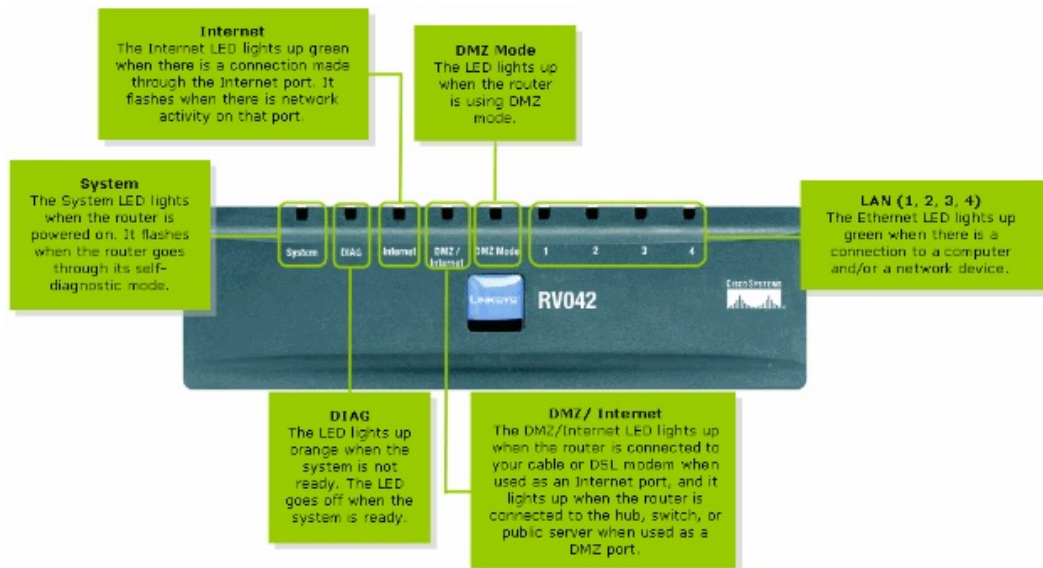 Internet
The Internet LED lights up green
when there is a connection made
through the Internet port. It
flashes when there is network
activity on that port.
DMZ Mode
The LED lights up
when the router
is using DMZ
mode.
System
The System LED lights
when the router is
powered on. It flashes
when the router goes
through its self-
diagnostic mode.
LAN (1, 2, 3, 4)
The Ethernet LED lights up
green when there is a
connection to a computer
and/or a network device.
System
DIAG
Internet
DMZ /
Internet
DMZ Mode
1
2
3
4
LINKSYS
RV042
CISCO SYSTEMS
DIAG
The LED lights up
orange when the
system is not
ready. The LED
goes off when the
system is ready.
DMZ/ Internet
The DMZ/Internet LED lights up
when the router is connected to
your cable or DSL modem when
used as an Internet port, and it
lights up when the router is
connected to the hub, switch, or
public server when used as a
DMZ port.